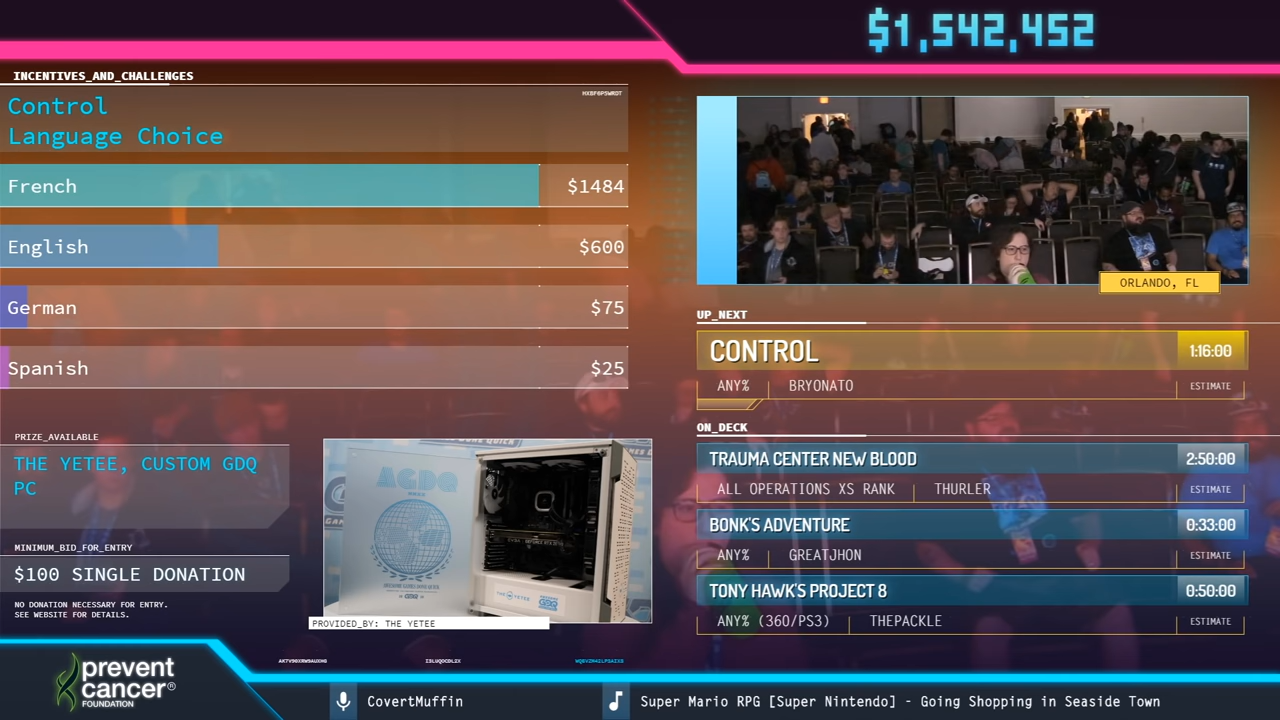 $1,542,452
INCENTIVES_AND_CHALLENGES
Control
Language Choice
French $1484
English $600
German $75
Spanish $25
PRIZE_AVAILABLE
THE YETEE, CUSTOM GDQ
PC
MINIMUM_BID_FOR_ENTRY
$100 SINGLE DONATION
NO DONATION NECESSARY FOR ENTRY.
SEE WEBSITE FOR DETAILS.
AGDQ
PROVIDED_BY: THE YETEE
ORLANDO, FL
UP_NEXT
CONTROL 1:16:00
ANY% BRYONATO ESTIMATE
ON_DECK
TRAUMA CENTER NEW BLOOD 2:50:00
ALL OPERATIONS XS RANK THURLER ESTIMATE
BONK'S ADVENTURE 0:33:00
ANY% GREATJHON ESTIMATE
TONY HAWK'S PROJECT 8 0:50:00
ANY% (360/PS3) THEPACKLE ESTIMATE
prevent
cancer®
FOUNDATION
CovertMuffin
Super Mario RPG [Super Nintendo] - Going Shopping in Seaside Town